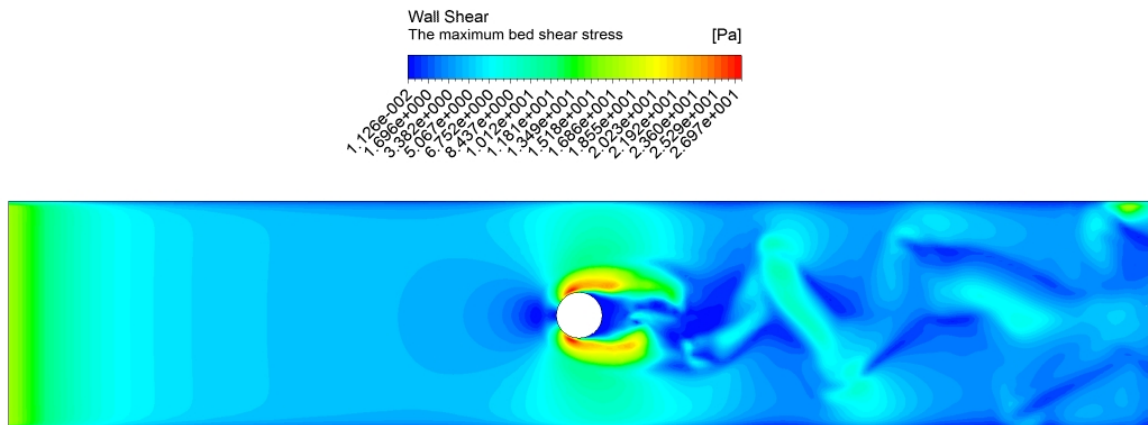 Wall Shear
The maximum bed shear stress
[Pa]
1.126e-002
1.696e+000
3.382e+000
5.067e+000
6.752e+000
8.437e+000
1.012e+001
1.181e+001
1.349e+001
1.518e+001
1.686e+001
1.855e+001
2.023e+001
2.192e+001
2.360e+001
2.529e+001
2.697e+001